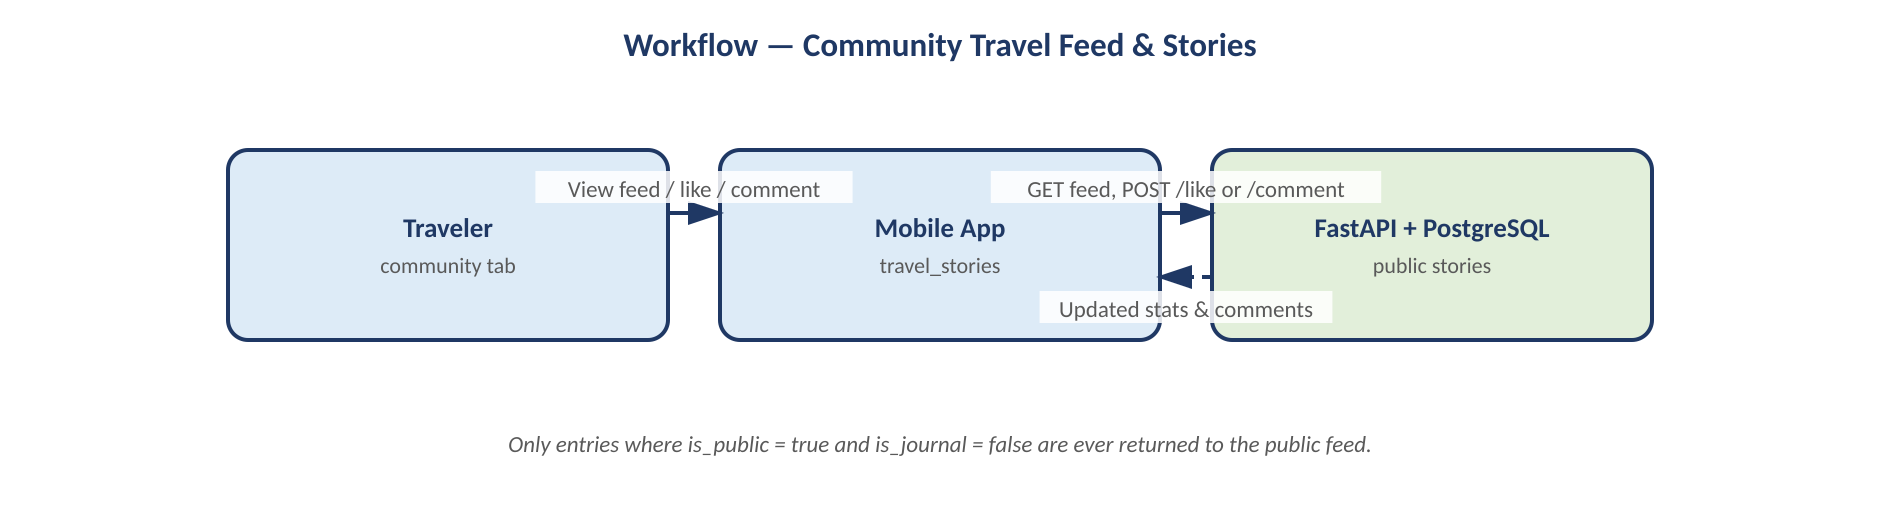 Workflow — Community Travel Feed & Stories
View feed / like / comment
GET feed, POST /like or /comment
Traveler
community tab
Mobile App
travel_stories
FastAPI + PostgreSQL
public stories
Updated stats & comments
Only entries where is_public = true and is_journal = false are ever returned to the public feed.